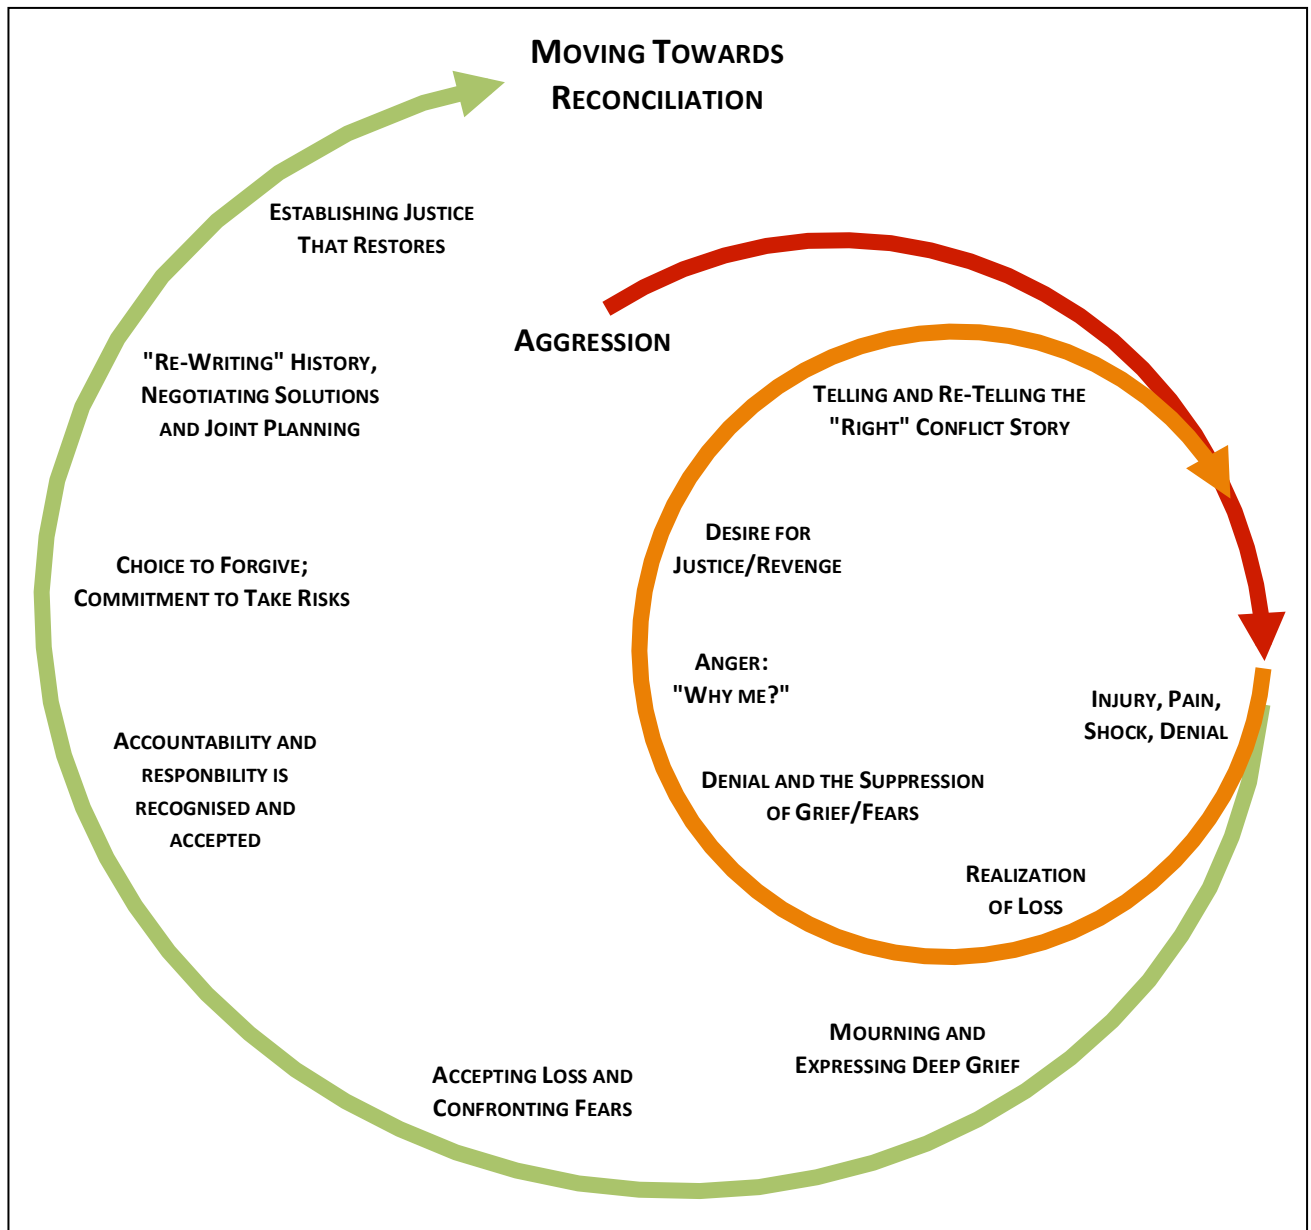 Moving Towards
Reconciliation
Establishing Justice
That Restores
Aggression
"Re-Writing" History,
Negotiating Solutions
and Joint Planning
Telling and Re-Telling the
"Right" Conflict Story
Desire for
Justice/Revenge
Choice to Forgive;
Commitment to Take Risks
Anger:
"Why me?"
Injury, Pain,
Shock, Denial
Accountability and
responbility is
recognised and
accepted
Denial and the Suppression
of Grief/Fears
Realization
of Loss
Mourning and
Expressing Deep Grief
Accepting Loss and
Confronting Fears